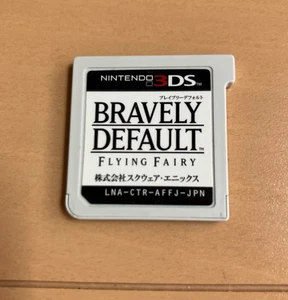 NINTENDO 3DS
ブレイブリーデフォルト
BRAVELY
DEFAULT™
FLYING FAIRY
株式会社スクウェア・エニックス
LNA-CTR-AFFJ-JPN